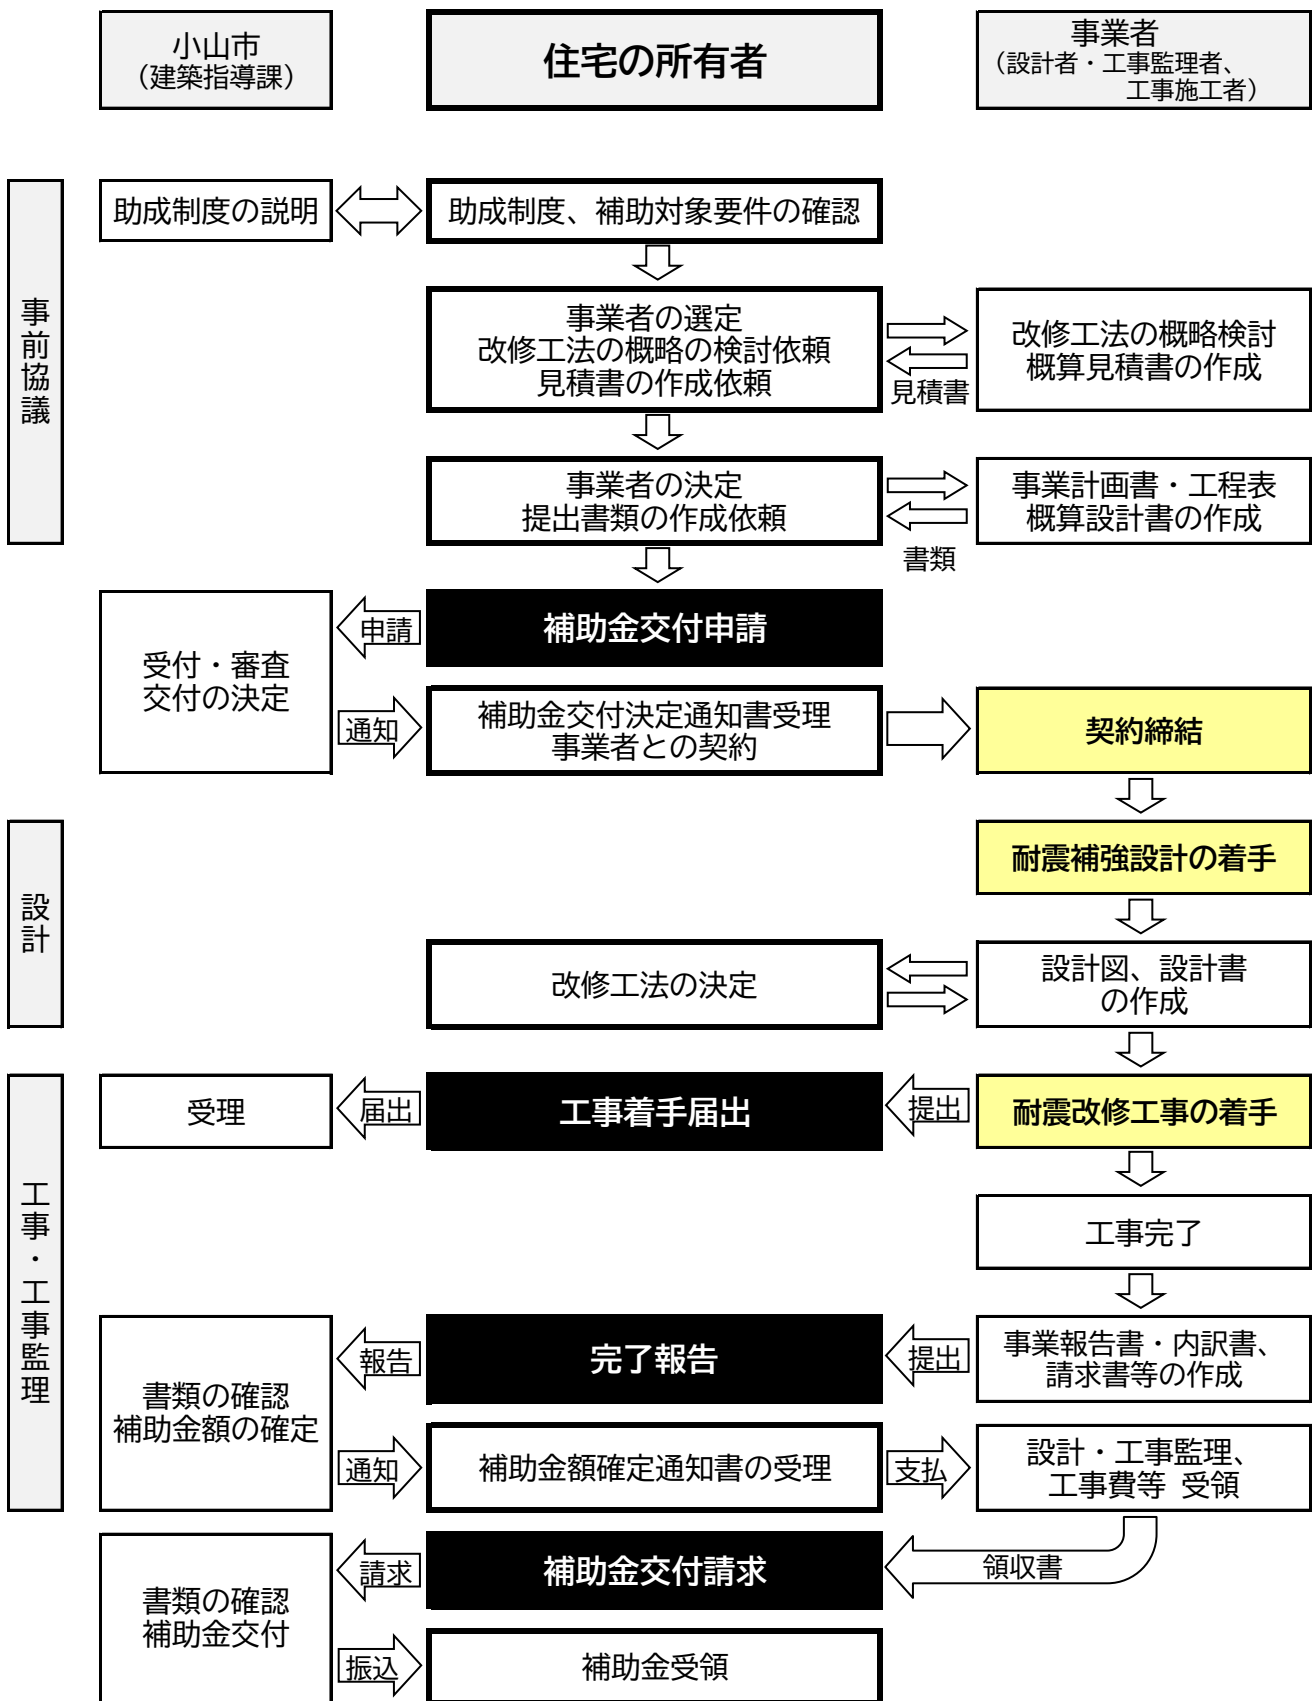 小山市
（建築指導課）
住宅の所有者
事業者
（設計者・工事監理者、
工事施工者）
事前協議
助成制度の説明
助成制度、補助対象要件の確認
事業者の選定
改修工法の概略の検討依頼
見積書の作成依頼
見積書
改修工法の概略検討
概算見積書の作成
事業者の決定
提出書類の作成依頼
書類
事業計画書・工程表
概算設計書の作成
受付・審査
交付の決定
申請
補助金交付申請
通知
補助金交付決定通知書受理
事業者との契約
契約締結
設計
耐震補強設計の着手
改修工法の決定
設計図、設計書
の作成
工事・工事監理
受理
届出
工事着手届出
提出
耐震改修工事の着手
工事完了
書類の確認
補助金額の確定
報告
完了報告
提出
事業報告書・内訳書、
請求書等の作成
通知
補助金額確定通知書の受理
支払
設計・工事監理、
工事費等 受領
書類の確認
補助金交付
請求
補助金交付請求
領収書
振込
補助金受領